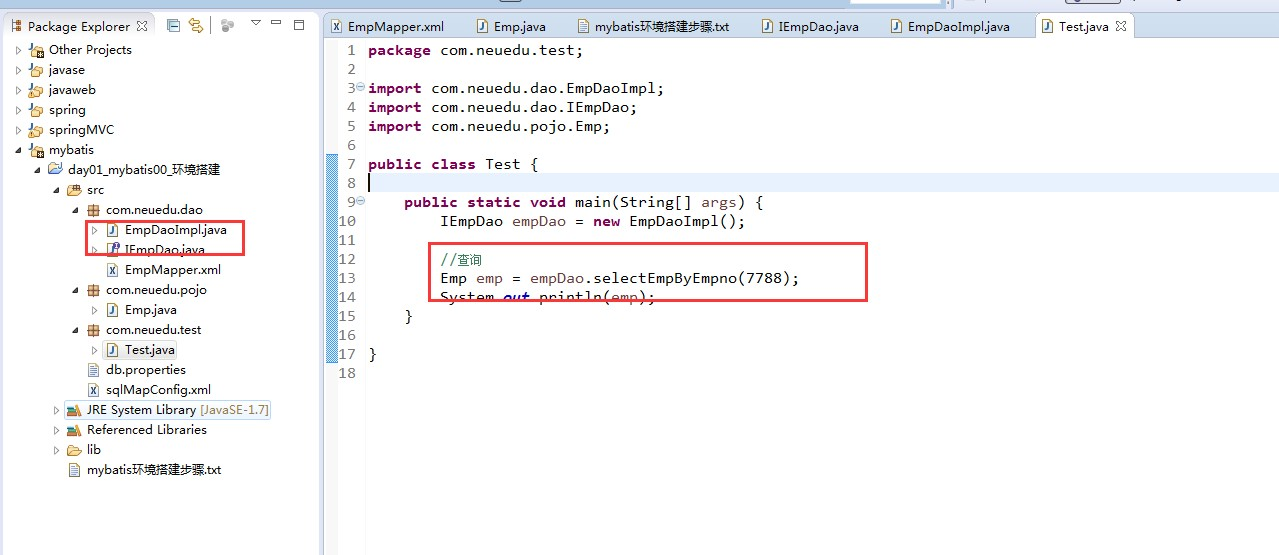 Package Explorer
Other Projects
javase
javaweb
spring
springMVC
mybatis
day01_mybatis00_环境搭建
src
com.neuedu.dao
EmpDaoImpl.java
IEmpDao.java
EmpMapper.xml
com.neuedu.pojo
Emp.java
com.neuedu.test
Test.java
db.properties
sqlMapConfig.xml
JRE System Library [JavaSE-1.7]
Referenced Libraries
lib
mybatis环境搭建步骤.txt
EmpMapper.xml Emp.java mybatis环境搭建步骤.txt IEmpDao.java EmpDaoImpl.java Test.java
1 package com.neuedu.test;
2
3 import com.neuedu.dao.EmpDaoImpl;
4 import com.neuedu.dao.IEmpDao;
5 import com.neuedu.pojo.Emp;
6
7 public class Test {
8
9 public static void main(String[] args) {
10 IEmpDao empDao = new EmpDaoImpl();
11
12 //查询
13 Emp emp = empDao.selectEmpByEmpno(7788);
14 System.out.println(emp);
15 }
16
17 }
18